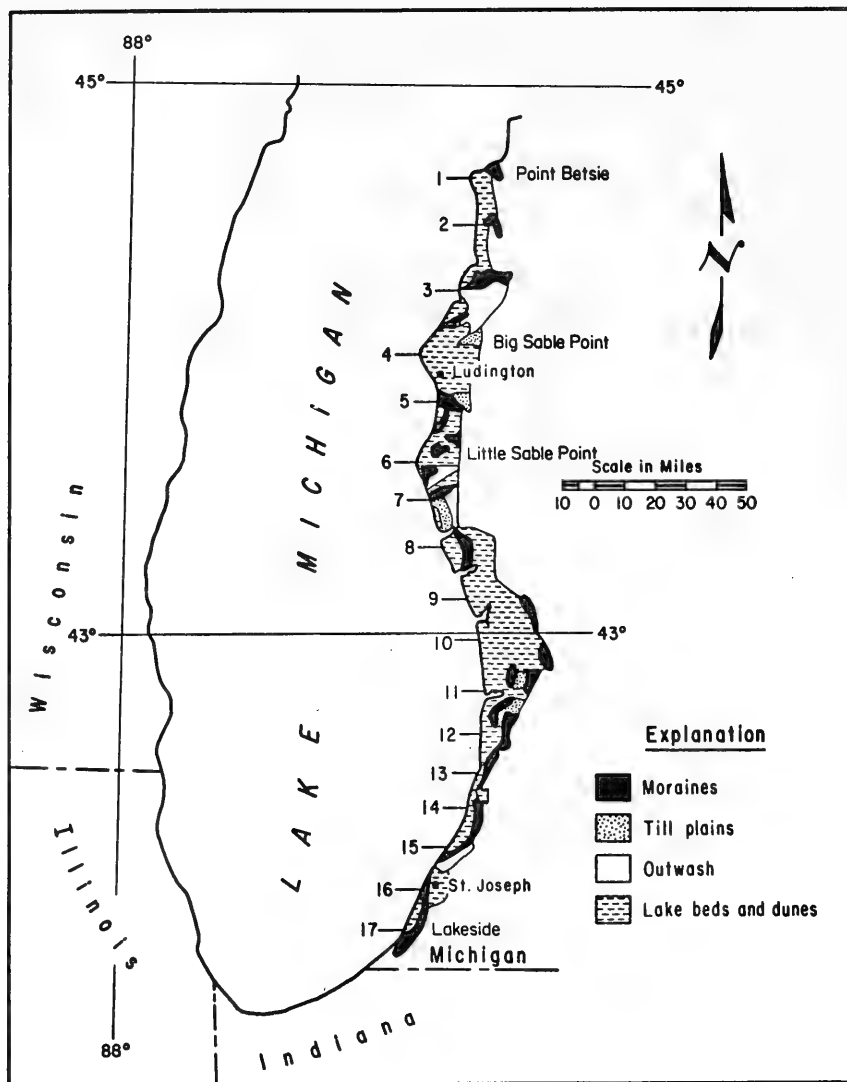 88°
45°
45°
1
Point Betsie
2
3
Big Sable Point
4
Ludington
5
Little Sable Point
6
7
8
9
10
11
12
13
14
15
16
St. Joseph
17
Lakeside
Michigan
43°
43°
N
Scale in Miles
10 0 10 20 30 40 50
LAKE MICHIGAN
Wisconsin
Illinois
Indiana
88°
Explanation
Moraines
Till plains
Outwash
Lake beds and dunes